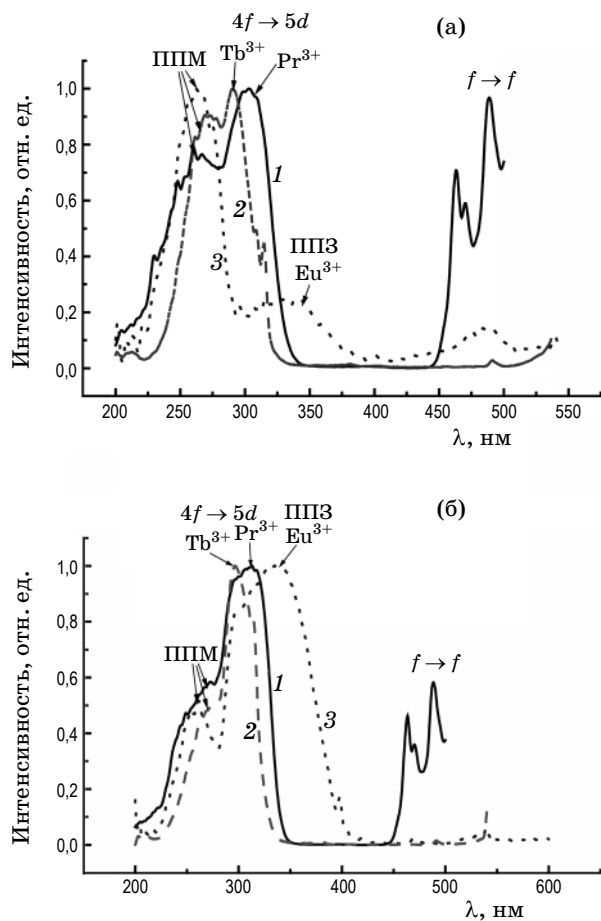 (а)
4f → 5d
ППМ
Tb³⁺
Pr³⁺
f → f
Интенсивность, отн. ед.
1,0
0,8
0,6
0,4
0,2
0,0
1
2
3
ППЗ
Eu³⁺
200 250 300 350 400 450 500 550
λ, нм
(б)
4f → 5d ППЗ
Tb³⁺ Pr³⁺ Eu³⁺
ППМ
f → f
Интенсивность, отн. ед.
1,0
0,8
0,6
0,4
0,2
0,0
1
2
3
200 300 400 500 600
λ, нм